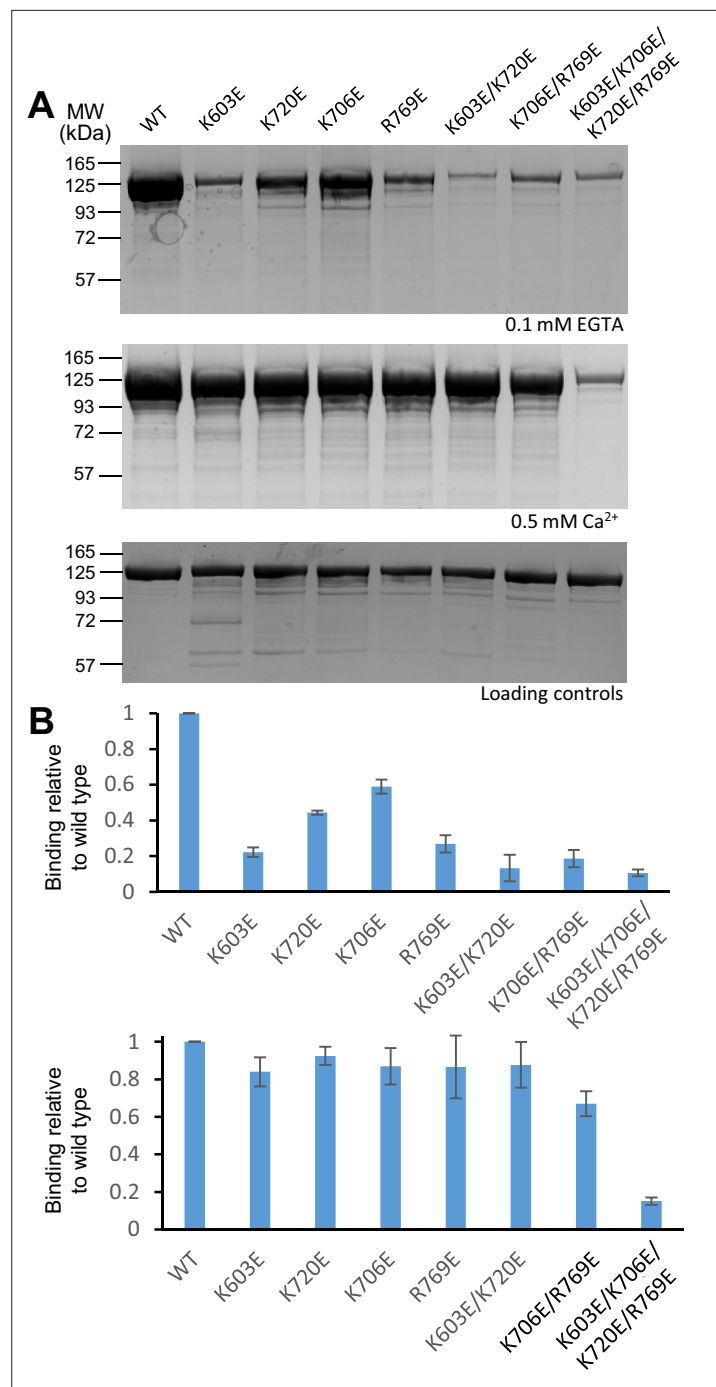 A
MW
(kDa)
WT
K603E
K720E
K706E
R769E
K603E/K720E
K706E/R769E
K603E/K706E/
K720E/R769E
165
125
93
72
57
0.1 mM EGTA
165
125
93
72
57
0.5 mM Ca²⁺
165
125
93
72
57
Loading controls
B
Binding relative
to wild type
1
0.8
0.6
0.4
0.2
0
WT
K603E
K720E
K706E
R769E
K603E/K720E
K706E/R769E
K603E/K706E/
K720E/R769E
Binding relative
to wild type
1
0.8
0.6
0.4
0.2
0
WT
K603E
K720E
K706E
R769E
K603E/K720E
K706E/R769E
K603E/K706E/
K720E/R769E